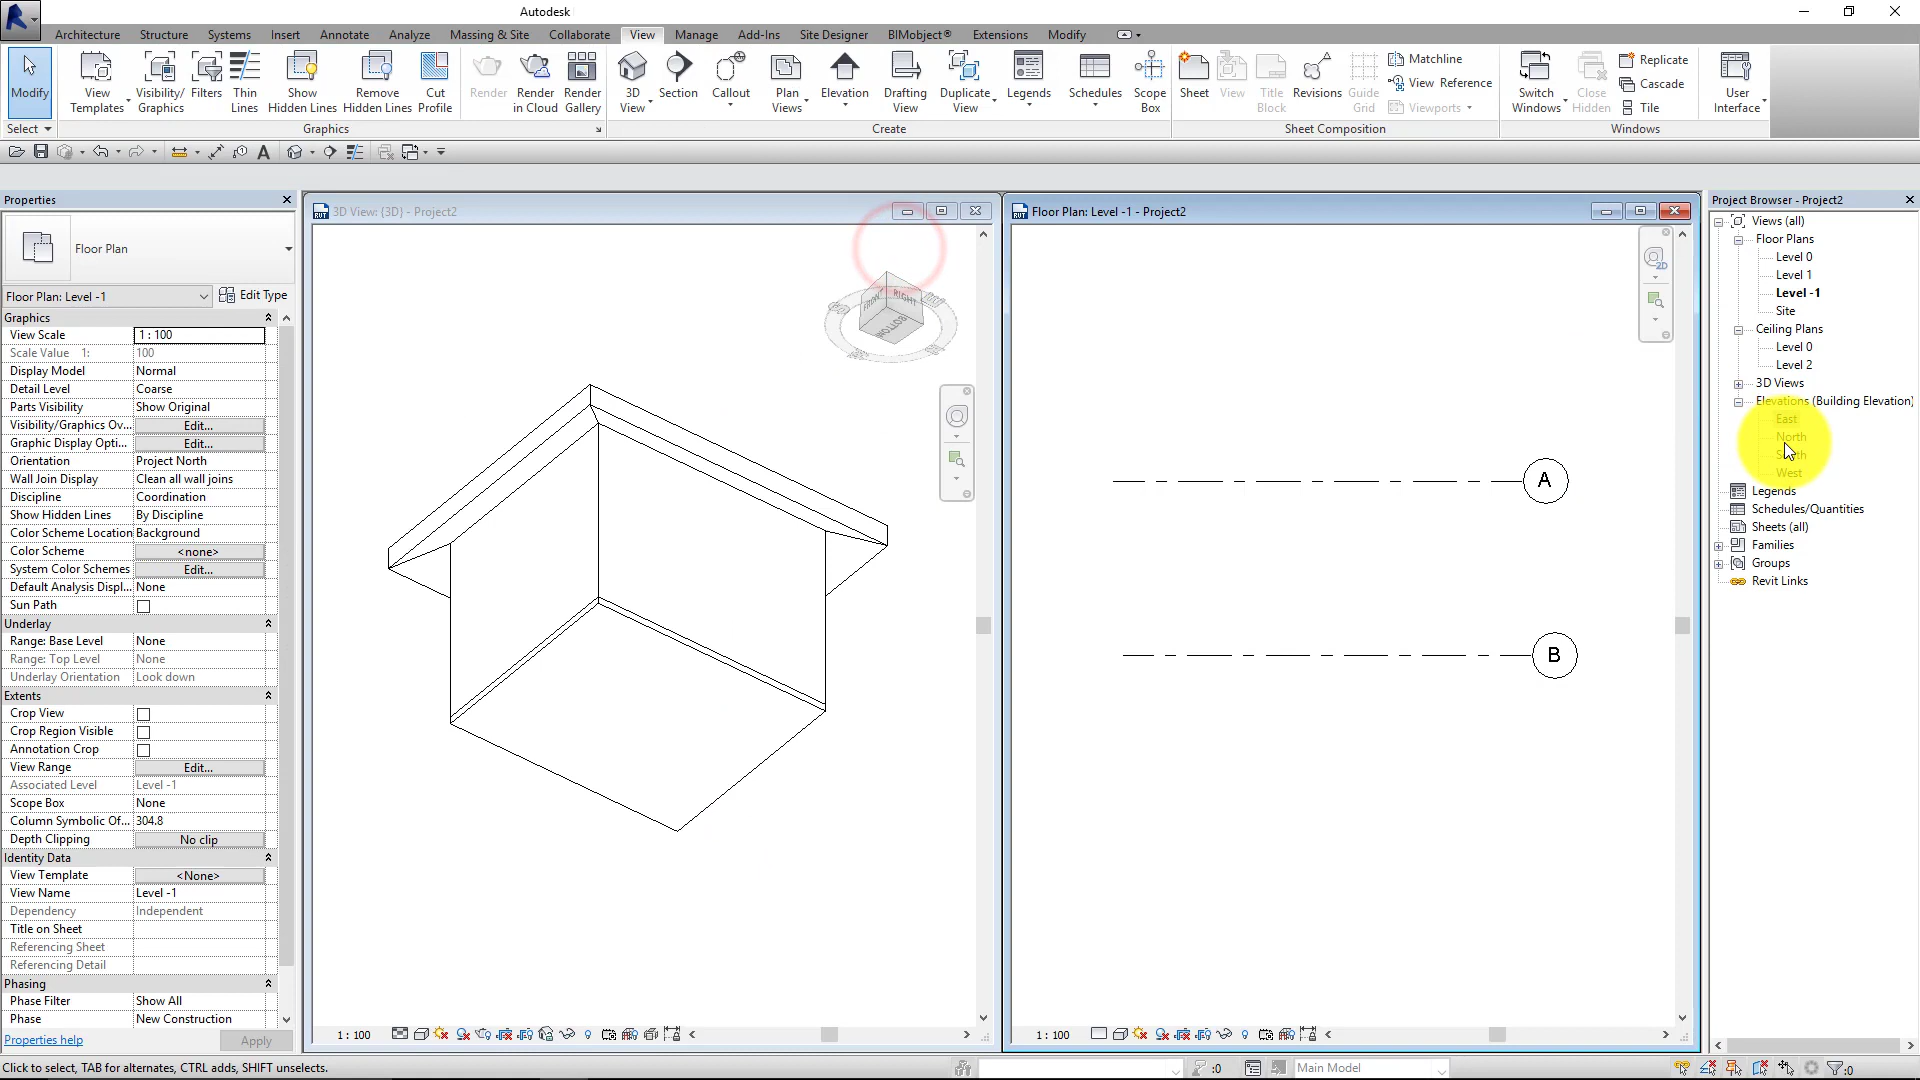 Autodesk
Architecture Structure Systems Insert Annotate Analyze Massing & Site Collaborate View Manage Add-Ins Site Designer BIMobject® Extensions Modify
Modify
View Templates
Visibility/ Graphics
Filters
Thin Lines
Show Hidden Lines
Remove Hidden Lines
Cut Profile
Render
Render in Cloud
Render Gallery
3D View
Section
Callout
Plan Views
Elevation
Drafting View
Duplicate View
Legends
Schedules
Scope Box
Sheet
View
Title Block
Revisions
Guide Grid
Matchline
View Reference
Viewports
Switch Windows
Close Hidden
Replicate
Cascade
Tile
User Interface
Select Graphics Create Sheet Composition Windows
Properties
Floor Plan
Floor Plan: Level -1 Edit Type
Graphics
View Scale 1 : 100
Scale Value 1: 100
Display Model Normal
Detail Level Coarse
Parts Visibility Show Original
Visibility/Graphics Ov... Edit...
Graphic Display Opti... Edit...
Orientation Project North
Wall Join Display Clean all wall joins
Discipline Coordination
Show Hidden Lines By Discipline
Color Scheme Location Background
Color Scheme <none>
System Color Schemes Edit...
Default Analysis Displ... None
Sun Path
Underlay
Range: Base Level None
Range: Top Level None
Underlay Orientation Look down
Extents
Crop View
Crop Region Visible
Annotation Crop
View Range Edit...
Associated Level Level -1
Scope Box None
Column Symbolic Of... 304.8
Depth Clipping No clip
Identity Data
View Template <None>
View Name Level -1
Dependency Independent
Title on Sheet
Referencing Sheet
Referencing Detail
Phasing
Phase Filter Show All
Phase New Construction
Properties help Apply
3D View: {3D} - Project2
FRONT RIGHT
BOTTOM
1 : 100
Floor Plan: Level -1 - Project2
2D
A
B
1 : 100
Project Browser - Project2
Views (all)
Floor Plans
Level 0
Level 1
Level -1
Site
Ceiling Plans
Level 0
Level 2
3D Views
Elevations (Building Elevation)
East
North
South
West
Legends
Schedules/Quantities
Sheets (all)
Families
Groups
Revit Links
Click to select, TAB for alternates, CTRL adds, SHIFT unselects.
:0
Main Model
:0